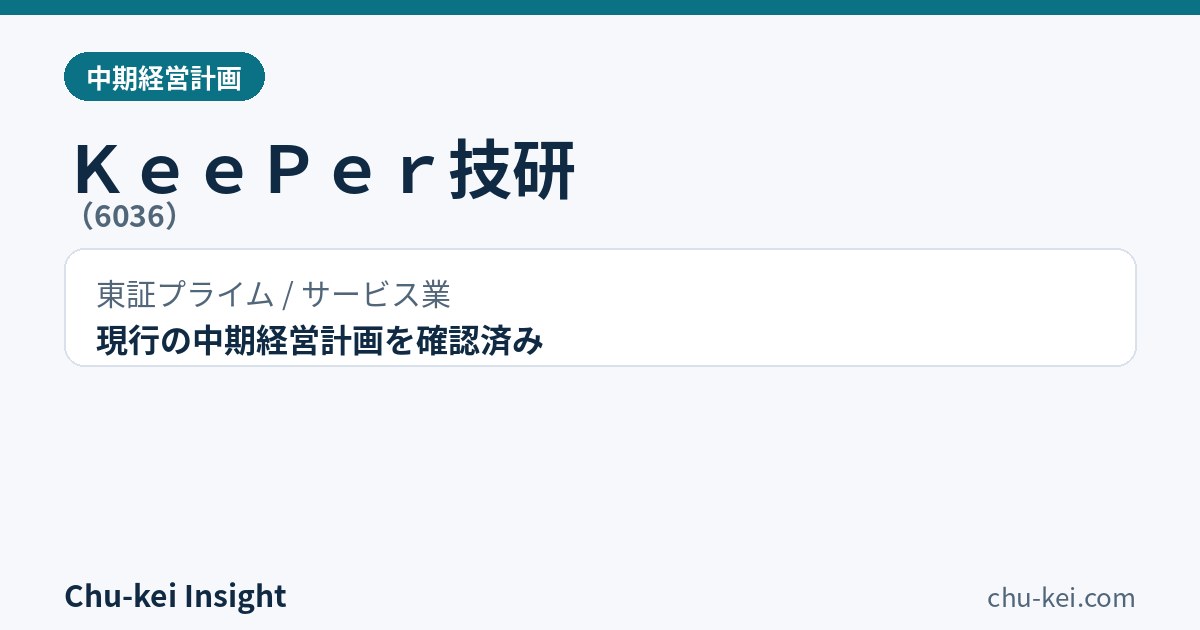 中期経営計画
ＫｅｅＰｅｒ技研
（6036）
東証プライム / サービス業
現行の中期経営計画を確認済み
Chu-kei Insight
chu-kei.com